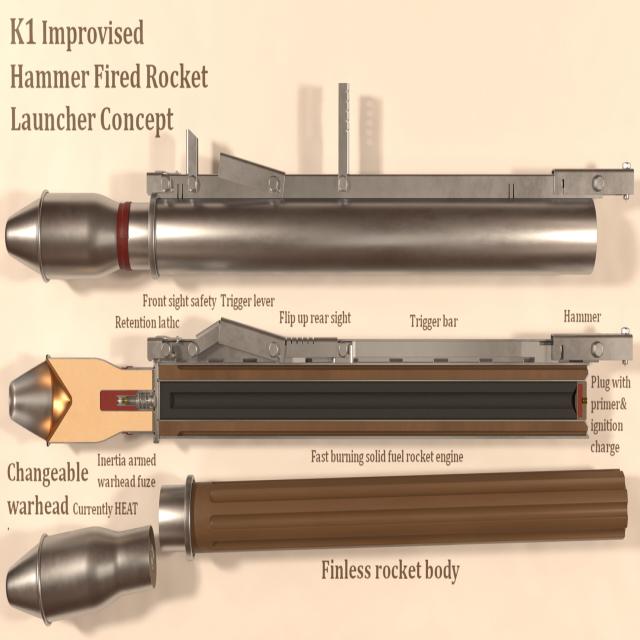 K1 Improvised
Hammer Fired Rocket
Launcher Concept
Front sight safety Trigger lever
Retention lathc
Flip up rear sight
Trigger bar
Hammer
Plug with
primer&
ignition
charge
Inertia armed
warhead fuze
Fast burning solid fuel rocket engine
Changeable
warhead Currently HEAT
.
Finless rocket body